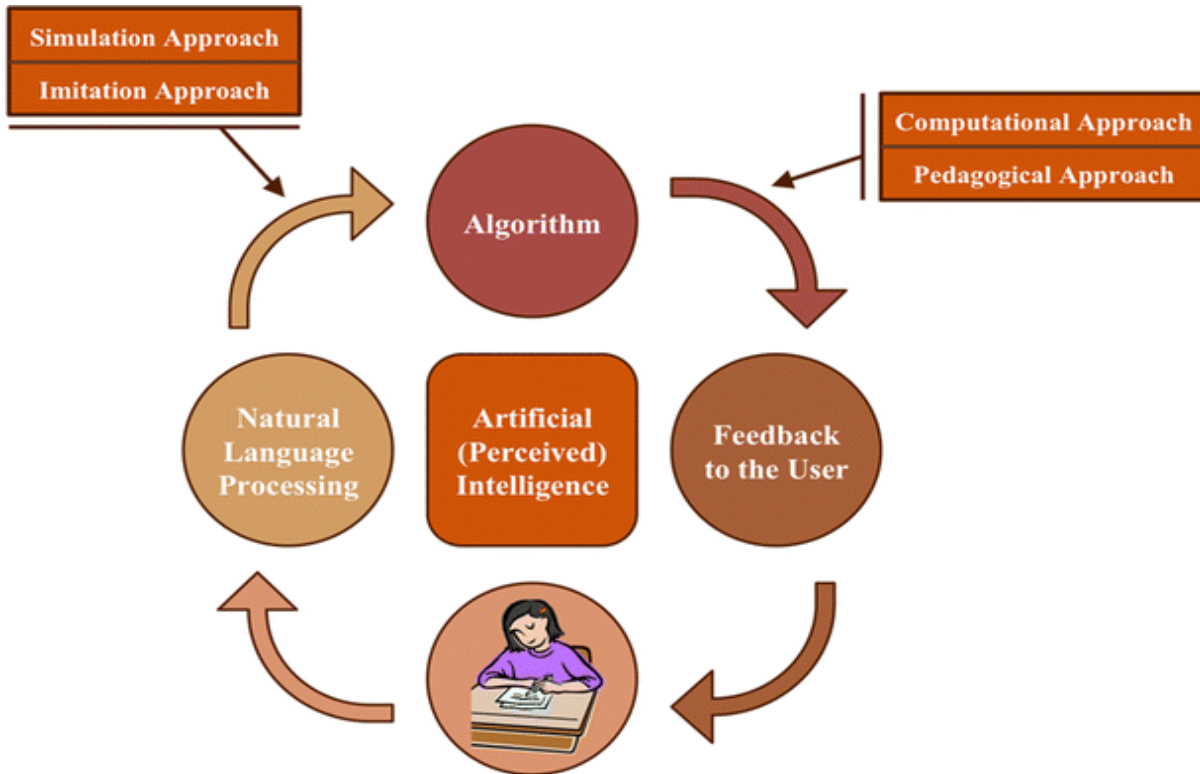 Simulation Approach
Imitation Approach
Computational Approach
Pedagogical Approach
Algorithm
Natural
Language
Processing
Artificial
(Perceived)
Intelligence
Feedback
to the User